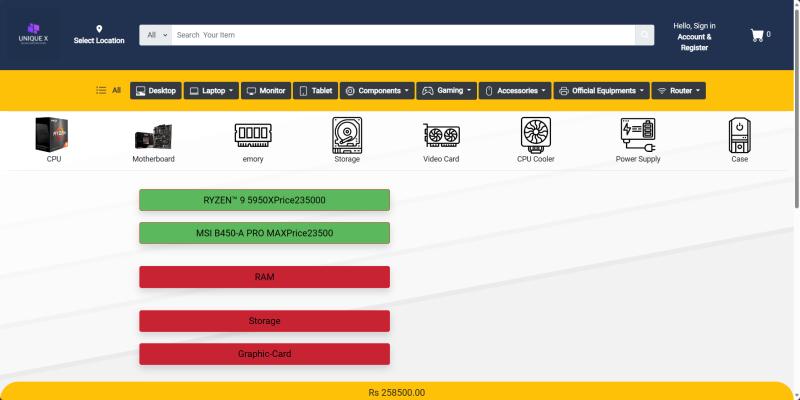 UNIQUE X
Select Location
All
Search Your Item
Hello, Sign in
Account &
Register
0
All
Desktop
Laptop
Monitor
Tablet
Components
Gaming
Accessories
Official Equipments
Router
CPU
Motherboard
emory
Storage
Video Card
CPU Cooler
Power Supply
Case
RYZEN™ 9 5950XPrice235000
MSI B450-A PRO MAXPrice23500
RAM
Storage
Graphic-Card
Rs 258500.00